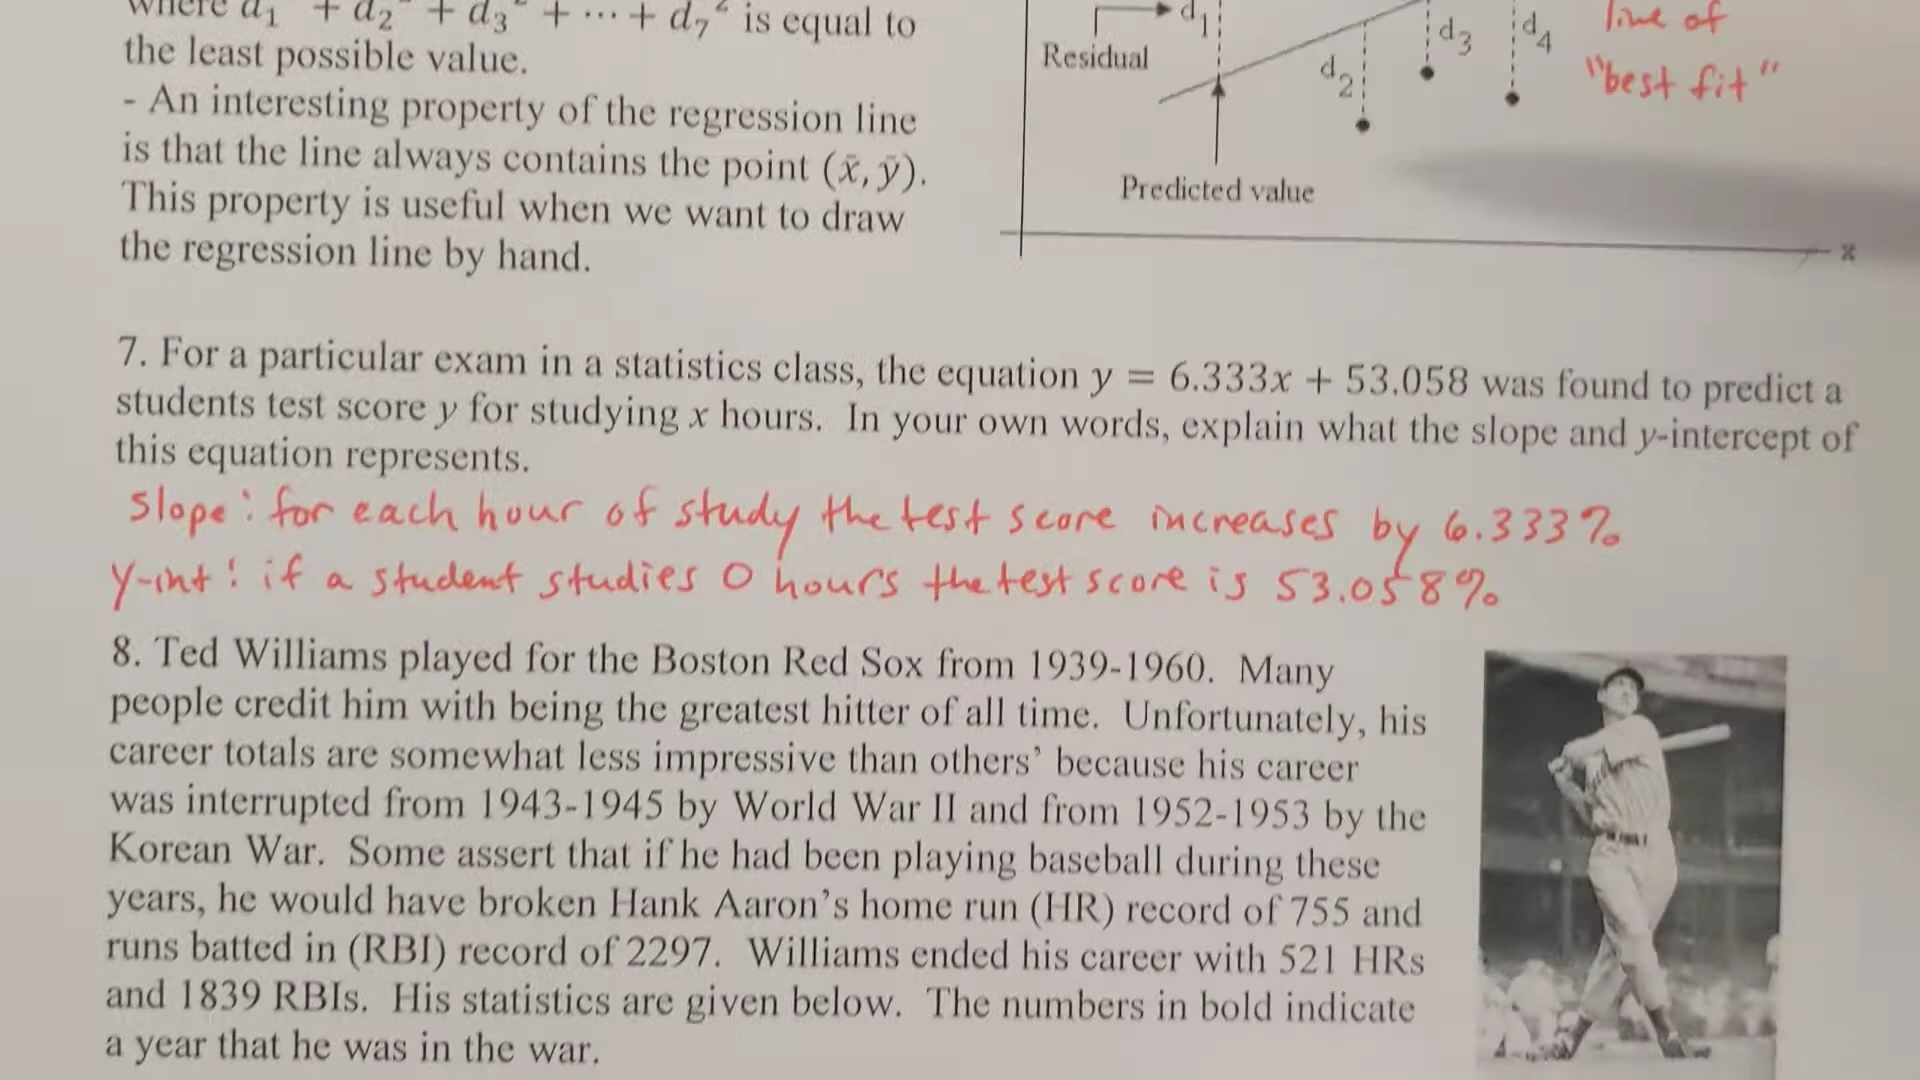 where d₁² + d₂² + d₃² + ⋯ + d₇² is equal to
the least possible value.
- An interesting property of the regression line
is that the line always contains the point (x̄, ȳ).
This property is useful when we want to draw
the regression line by hand.
Residual
d₁
d₂
d₃
d₄
line of
"best fit"
Predicted value
x
7. For a particular exam in a statistics class, the equation y = 6.333x + 53.058 was found to predict a
students test score y for studying x hours. In your own words, explain what the slope and y-intercept of
this equation represents.
Slope: for each hour of study the test score increases by 6.333%
Y-int: if a student studies 0 hours the test score is 53.058%
8. Ted Williams played for the Boston Red Sox from 1939-1960. Many
people credit him with being the greatest hitter of all time. Unfortunately, his
career totals are somewhat less impressive than others’ because his career
was interrupted from 1943-1945 by World War II and from 1952-1953 by the
Korean War. Some assert that if he had been playing baseball during these
years, he would have broken Hank Aaron’s home run (HR) record of 755 and
runs batted in (RBI) record of 2297. Williams ended his career with 521 HRs
and 1839 RBIs. His statistics are given below. The numbers in bold indicate
a year that he was in the war.